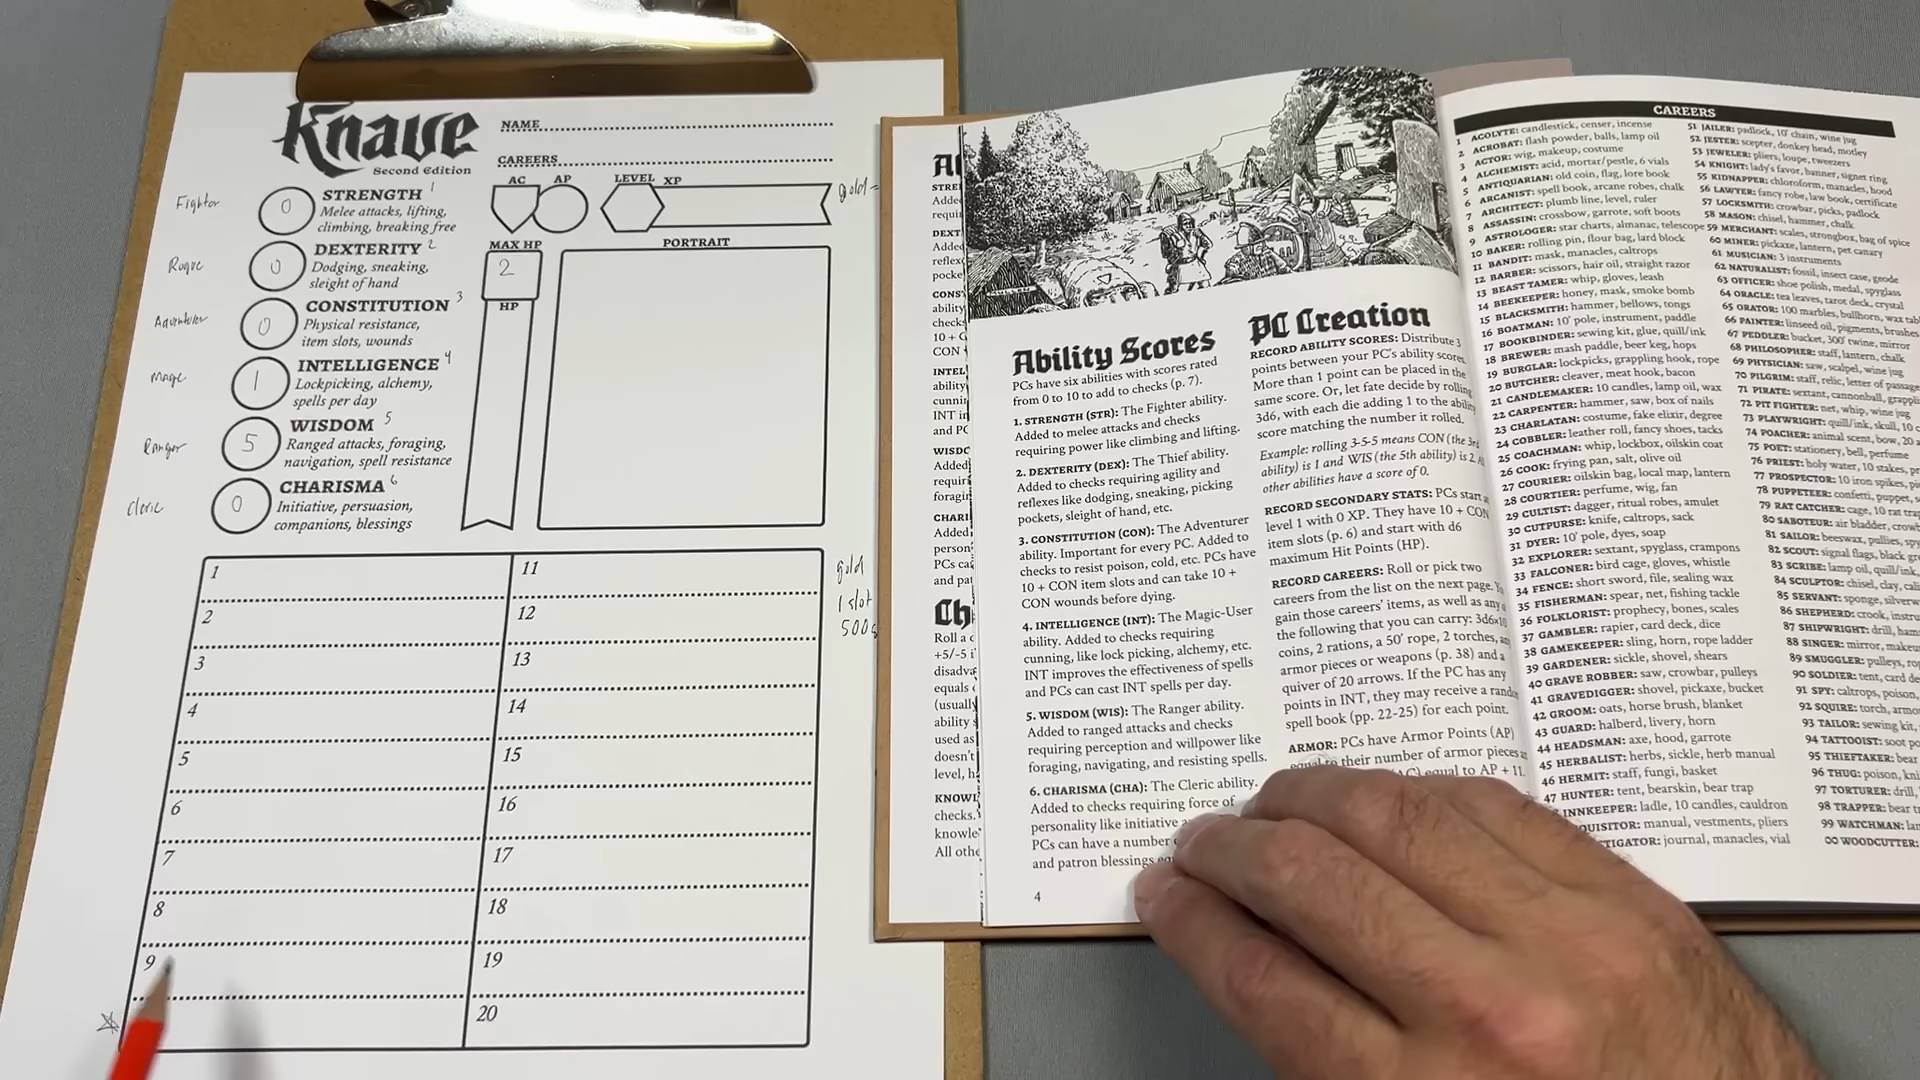 Knave
Second Edition
NAME
CAREERS
AC
AP
LEVEL
XP
gold =
Fighter
0
STRENGTH 1
Melee attacks, lifting,
climbing, breaking free
Rogue
0
DEXTERITY 2
Dodging, sneaking,
sleight of hand
Adventurer
0
CONSTITUTION 3
Physical resistance,
item slots, wounds
Mage
1
INTELLIGENCE 4
Lockpicking, alchemy,
spells per day
Ranger
5
WISDOM 5
Ranged attacks, foraging,
navigation, spell resistance
Cleric
0
CHARISMA 6
Initiative, persuasion,
companions, blessings
MAX HP
2
HP
PORTRAIT
1
2
3
4
5
6
7
8
9
11
12
13
14
15
16
17
18
19
20
gold
1 slot
500
Ability Scores
PCs have six abilities with scores rated
from 0 to 10 to add to checks (p. 7).
1. STRENGTH (STR): The Fighter ability.
Added to melee attacks and checks
requiring power like climbing and lifting.
2. DEXTERITY (DEX): The Thief ability.
Added to checks requiring agility and
reflexes like dodging, sneaking, picking
pockets, sleight of hand, etc.
3. CONSTITUTION (CON): The Adventurer
ability. Important for every PC. Added to
checks to resist poison, cold, etc. PCs have
10 + CON item slots and can take 10 +
CON wounds before dying.
4. INTELLIGENCE (INT): The Magic-User
ability. Added to checks requiring
cunning, like lock picking, alchemy, etc.
INT improves the effectiveness of spells
and PCs can cast INT spells per day.
5. WISDOM (WIS): The Ranger ability.
Added to ranged attacks and checks
requiring perception and willpower like
foraging, navigating, and resisting spells.
6. CHARISMA (CHA): The Cleric ability.
Added to checks requiring force of
personality like initiative
PCs can have a number
and patron blessings
4
PC Creation
RECORD ABILITY SCORES: Distribute 3
points between your PC's ability scores.
More than 1 point can be placed in the
same score. Or, let fate decide by rolling
3d6, with each die adding 1 to the ability
score matching the number it rolled.
Example: rolling 3-5-5 means CON (the 3rd
ability) is 1 and WIS (the 5th ability) is 2. All
other abilities have a score of 0.
RECORD SECONDARY STATS: PCs start at
level 1 with 0 XP. They have 10 + CON
item slots (p. 6) and start with d6
maximum Hit Points (HP).
RECORD CAREERS: Roll or pick two
careers from the list on the next page.
gain those careers' items, as well as any of
the following that you can carry: 3d6×10
coins, 2 rations, a 50' rope, 2 torches, any
armor pieces or weapons (p. 38) and a
quiver of 20 arrows. If the PC has any
points in INT, they may receive a random
spell book (pp. 22-25) for each point.
ARMOR: PCs have Armor Points (AP)
equal to their number of armor pieces
(AC) equal to AP + 11.
CAREERS
1 ACOLYTE: candlestick, censer, incense
2 ACROBAT: flash powder, balls, lamp oil
3 ACTOR: wig, makeup, costume
4 ALCHEMIST: acid, mortar/pestle, 6 vials
5 ANTIQUARIAN: old coin, flag, lore book
6 ARCANIST: spell book, arcane robes, chalk
7 ARCHITECT: plumb line, level, ruler
8 ASSASSIN: crossbow, garrote, soft boots
9 ASTROLOGER: star charts, almanac, telescope
10 BAKER: rolling pin, flour bag, lard block
11 BANDIT: mask, manacles, caltrops
12 BARBER: scissors, hair oil, straight razor
13 BEAST TAMER: whip, gloves, leash
14 BEEKEEPER: honey, mask, smoke bomb
15 BLACKSMITH: hammer, bellows, tongs
16 BOATMAN: 10' pole, instrument, paddle
17 BOOKBINDER: sewing kit, glue, quill/ink
18 BREWER: mash paddle, beer keg, hops
19 BURGLAR: lockpicks, grappling hook, rope
20 BUTCHER: cleaver, meat hook, bacon
21 CANDLEMAKER: 10 candles, lamp oil, wax
22 CARPENTER: hammer, saw, box of nails
23 CHARLATAN: costume, fake elixir, degree
24 COBBLER: leather roll, fancy shoes, tacks
25 COACHMAN: whip, lockbox, oilskin coat
26 COOK: frying pan, salt, olive oil
27 COURIER: oilskin bag, local map, lantern
28 COURTIER: perfume, wig, fan
29 CULTIST: dagger, ritual robes, amulet
30 CUTPURSE: knife, caltrops, sack
31 DYER: 10' pole, dyes, soap
32 EXPLORER: sextant, spyglass, crampons
33 FALCONER: bird cage, gloves, whistle
34 FENCE: short sword, file, sealing wax
35 FISHERMAN: spear, net, fishing tackle
36 FOLKLORIST: prophecy, bones, scales
37 GAMBLER: rapier, card deck, dice
38 GAMEKEEPER: sling, horn, rope ladder
39 GARDENER: sickle, shovel, shears
40 GRAVE ROBBER: saw, crowbar, pulleys
41 GRAVEDIGGER: shovel, pickaxe, bucket
42 GROOM: oats, horse brush, blanket
43 GUARD: halberd, livery, horn
44 HEADSMAN: axe, hood, garrote
45 HERBALIST: herbs, sickle, herb manual
46 HERMIT: staff, fungi, basket
47 HUNTER: tent, bearskin, bear trap
INNKEEPER: ladle, 10 candles, cauldron
QUISITOR: manual, vestments, pliers
TIGATOR: journal, manacles, vial
51 JAILER: padlock, 10' chain, wine jug
52 JESTER: scepter, donkey head, motley
53 JEWELER: pliers, loupe, tweezers
54 KNIGHT: lady's favor, banner, signet ring
55 KIDNAPPER: chloroform, manacles, hood
56 LAWYER: fancy robe, law book, certificate
57 LOCKSMITH: crowbar, picks, padlock
58 MASON: chisel, hammer, chalk
59 MERCHANT: scales, strongbox, bag of spice
60 MINER: pickaxe, lantern, pet canary
61 MUSICIAN: 3 instruments
62 NATURALIST: fossil, insect case, geode
63 OFFICER: shoe polish, medal, spyglass
64 ORACLE: tea leaves, tarot deck, crystal
65 ORATOR: 100 marbles, bullhorn, wax
66 PAINTER: linseed oil, pigments, brushes
67 PEDDLER: bucket, 300' twine, mirror
68 PHILOSOPHER: staff, lantern, chalk
69 PHYSICIAN: saw, scalpel, wine jug
70 PILGRIM: staff, relic, letter of passage
71 PIRATE: sextant, cannonball,
72 PIT FIGHTER: net, whip, wine jug
73 PLAYWRIGHT: quill/ink, skull, 10
74 POACHER: animal scent, bow, 20
75 POET: stationery, bell, perfume
76 PRIEST: holy water, 10 stakes,
77 PROSPECTOR: 10 iron spikes,
78 PUPPETEER: confetti, puppet,
79 RAT CATCHER: cage, 10 rat
80 SABOTEUR: air bladder,
81 SAILOR: beeswax, pulleys,
82 SCOUT: signal flags, black
83 SCRIBE: lamp oil, quill/ink,
84 SCULPTOR: chisel, clay,
85 SERVANT: sponge,
86 SHEPHERD: crook,
87 SHIPWRIGHT: drill,
88 SINGER: mirror,
89 SMUGGLER: pulleys,
90 SOLDIER: tent, card
91 SPY: caltrops, poison,
92 SQUIRE: torch,
93 TAILOR: sewing kit,
94 TATTOOIST: soot
95 THIEFTAKER: bear
96 THUG: poison,
97 TORTURER: drill,
98 TRAPPER: bear
99 WATCHMAN:
00 WOODCUTTER: